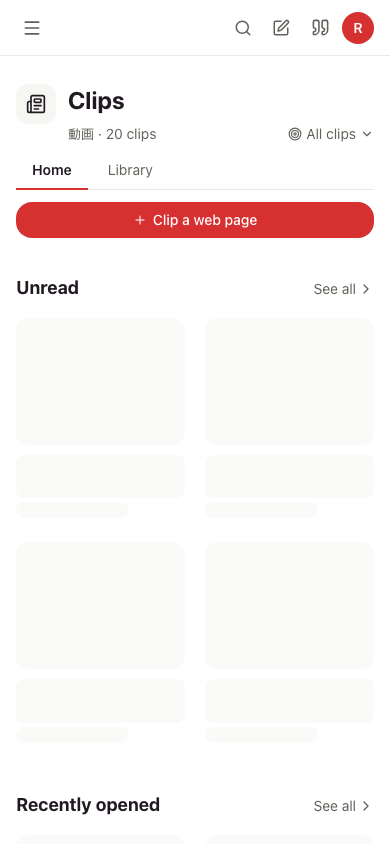 R
Clips
動画 · 20 clips
All clips
Home
Library
Clip a web page
Unread
See all
Recently opened
See all